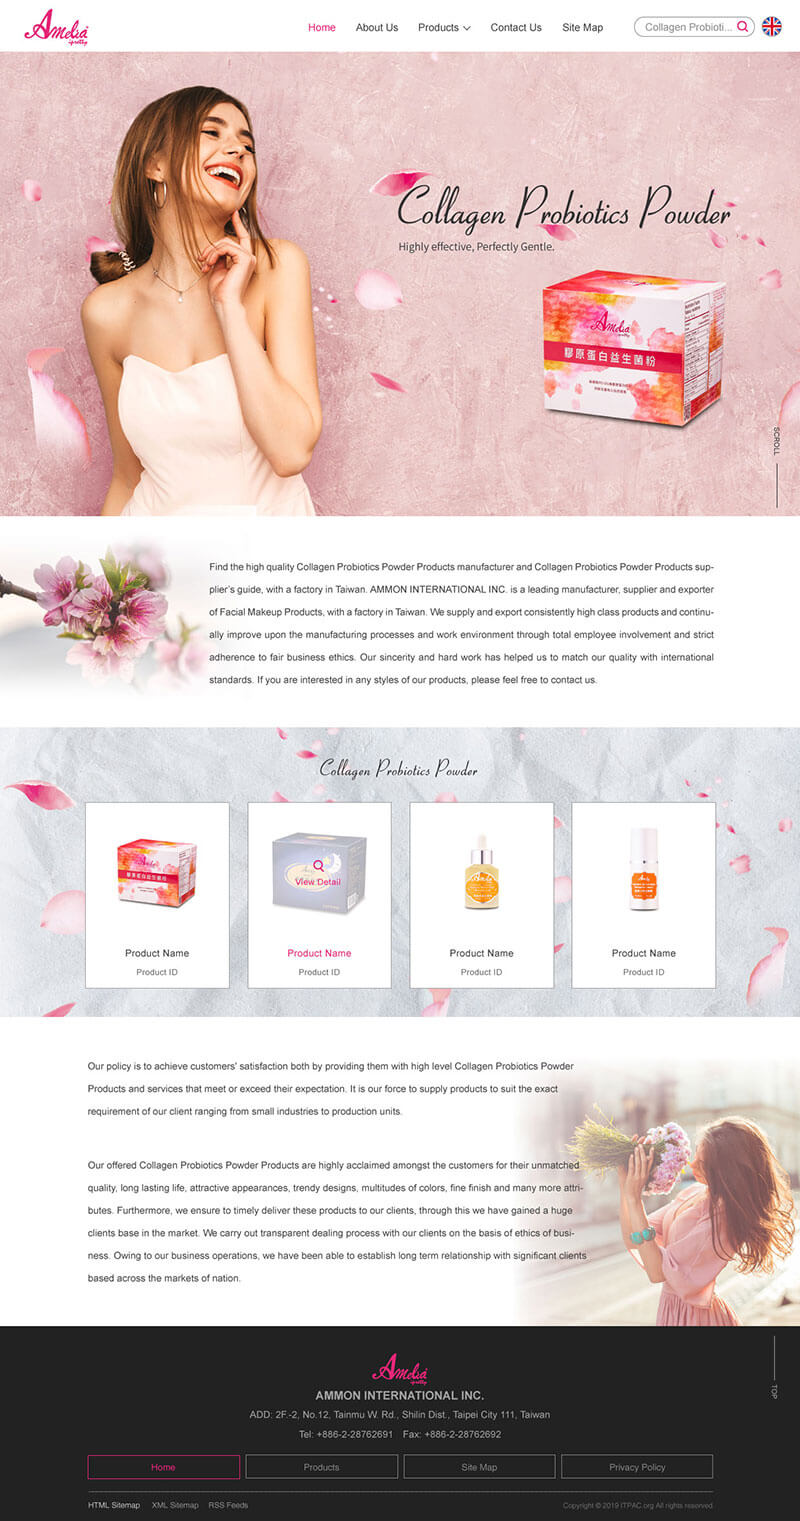 Amelia
pretty
Home
About Us
Products
Contact Us
Site Map
Collagen Probioti...
Collagen Probiotics Powder
Highly effective, Perfectly Gentle.
Amelia
膠原蛋白益生菌粉
SCROLL
Find the high quality Collagen Probiotics Powder Products manufacturer and Collagen Probiotics Powder Products sup-
plier's guide, with a factory in Taiwan. AMMON INTERNATIONAL INC. is a leading manufacturer, supplier and exporter
of Facial Makeup Products, with a factory in Taiwan. We supply and export consistently high class products and continu-
ally improve upon the manufacturing processes and work environment through total employee involvement and strict
adherence to fair business ethics. Our sincerity and hard work has helped us to match our quality with international
standards. If you are interested in any styles of our products, please feel free to contact us.
Collagen Probiotics Powder
Amelia
膠原蛋白益生菌粉
View Detail
Product Name
Product ID
Product Name
Product ID
Product Name
Product ID
Product Name
Product ID
Our policy is to achieve customers' satisfaction both by providing them with high level Collagen Probiotics Powder
Products and services that meet or exceed their expectation. It is our force to supply products to suit the exact
requirement of our client ranging from small industries to production units.
Our offered Collagen Probiotics Powder Products are highly acclaimed amongst the customers for their unmatched
quality, long lasting life, attractive appearances, trendy designs, multitudes of colors, fine finish and many more attri-
butes. Furthermore, we ensure to timely deliver these products to our clients, through this we have gained a huge
clients base in the market. We carry out transparent dealing process with our clients on the basis of ethics of busi-
ness. Owing to our business operations, we have been able to establish long term relationship with significant clients
based across the markets of nation.
Amelia
pretty
AMMON INTERNATIONAL INC.
ADD: 2F.-2, No.12, Tainmu W. Rd., Shilin Dist., Taipei City 111, Taiwan
Tel: +886-2-28762691 Fax: +886-2-28762692
TOP
Home
Products
Site Map
Privacy Policy
HTML Sitemap
XML Sitemap
RSS Feeds
Copyright © 2019 ITPAC.org All rights reserved.